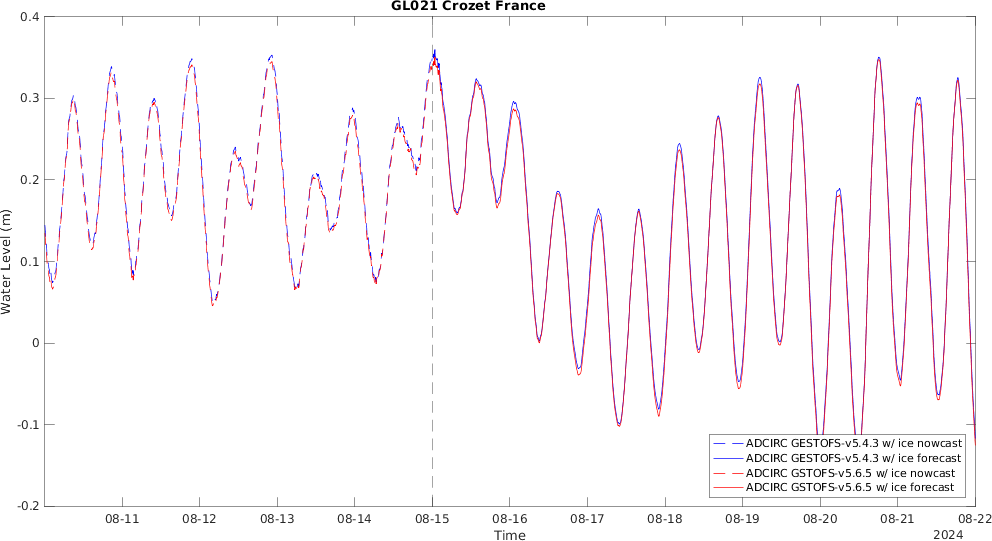 GL021 Crozet France
0.4
0.3
0.2
0.1
0
-0.1
-0.2
Water Level (m)
ADCIRC GESTOFS-v5.4.3 w/ ice nowcast
ADCIRC GESTOFS-v5.4.3 w/ ice forecast
ADCIRC GSTOFS-v5.6.5 w/ ice nowcast
ADCIRC GSTOFS-v5.6.5 w/ ice forecast
08-11 08-12 08-13 08-14 08-15 08-16 08-17 08-18 08-19 08-20 08-21 08-22
Time
2024